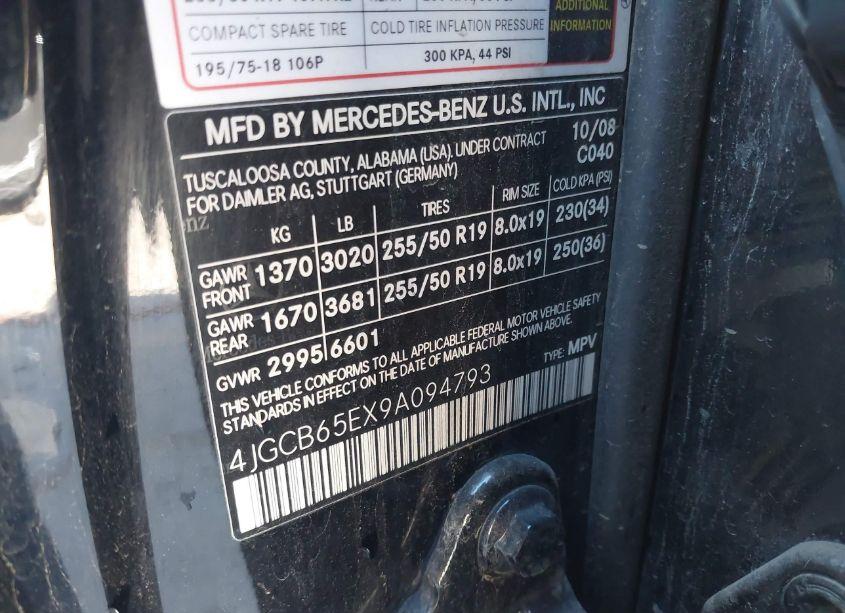 ADDITIONAL
INFORMATION
COMPACT SPARE TIRE COLD TIRE INFLATION PRESSURE
195/75-18 106P 300 KPA, 44 PSI
MFD BY MERCEDES-BENZ U.S. INTL., INC
TUSCALOOSA COUNTY, ALABAMA (USA). UNDER CONTRACT 10/08
FOR DAIMLER AG, STUTTGART (GERMANY) C040
KG LB TIRES RIM SIZE COLD KPA (PSI)
GAWR FRONT 1370 3020 255/50 R19 8.0x19 230(34)
GAWR REAR 1670 3681 255/50 R19 8.0x19 250(36)
GVWR 2995 6601
THIS VEHICLE CONFORMS TO ALL APPLICABLE FEDERAL MOTOR VEHICLE SAFETY
STANDARDS IN EFFECT ON THE DATE OF MANUFACTURE SHOWN ABOVE.
TYPE: MPV
4JGCB65EX9A094793